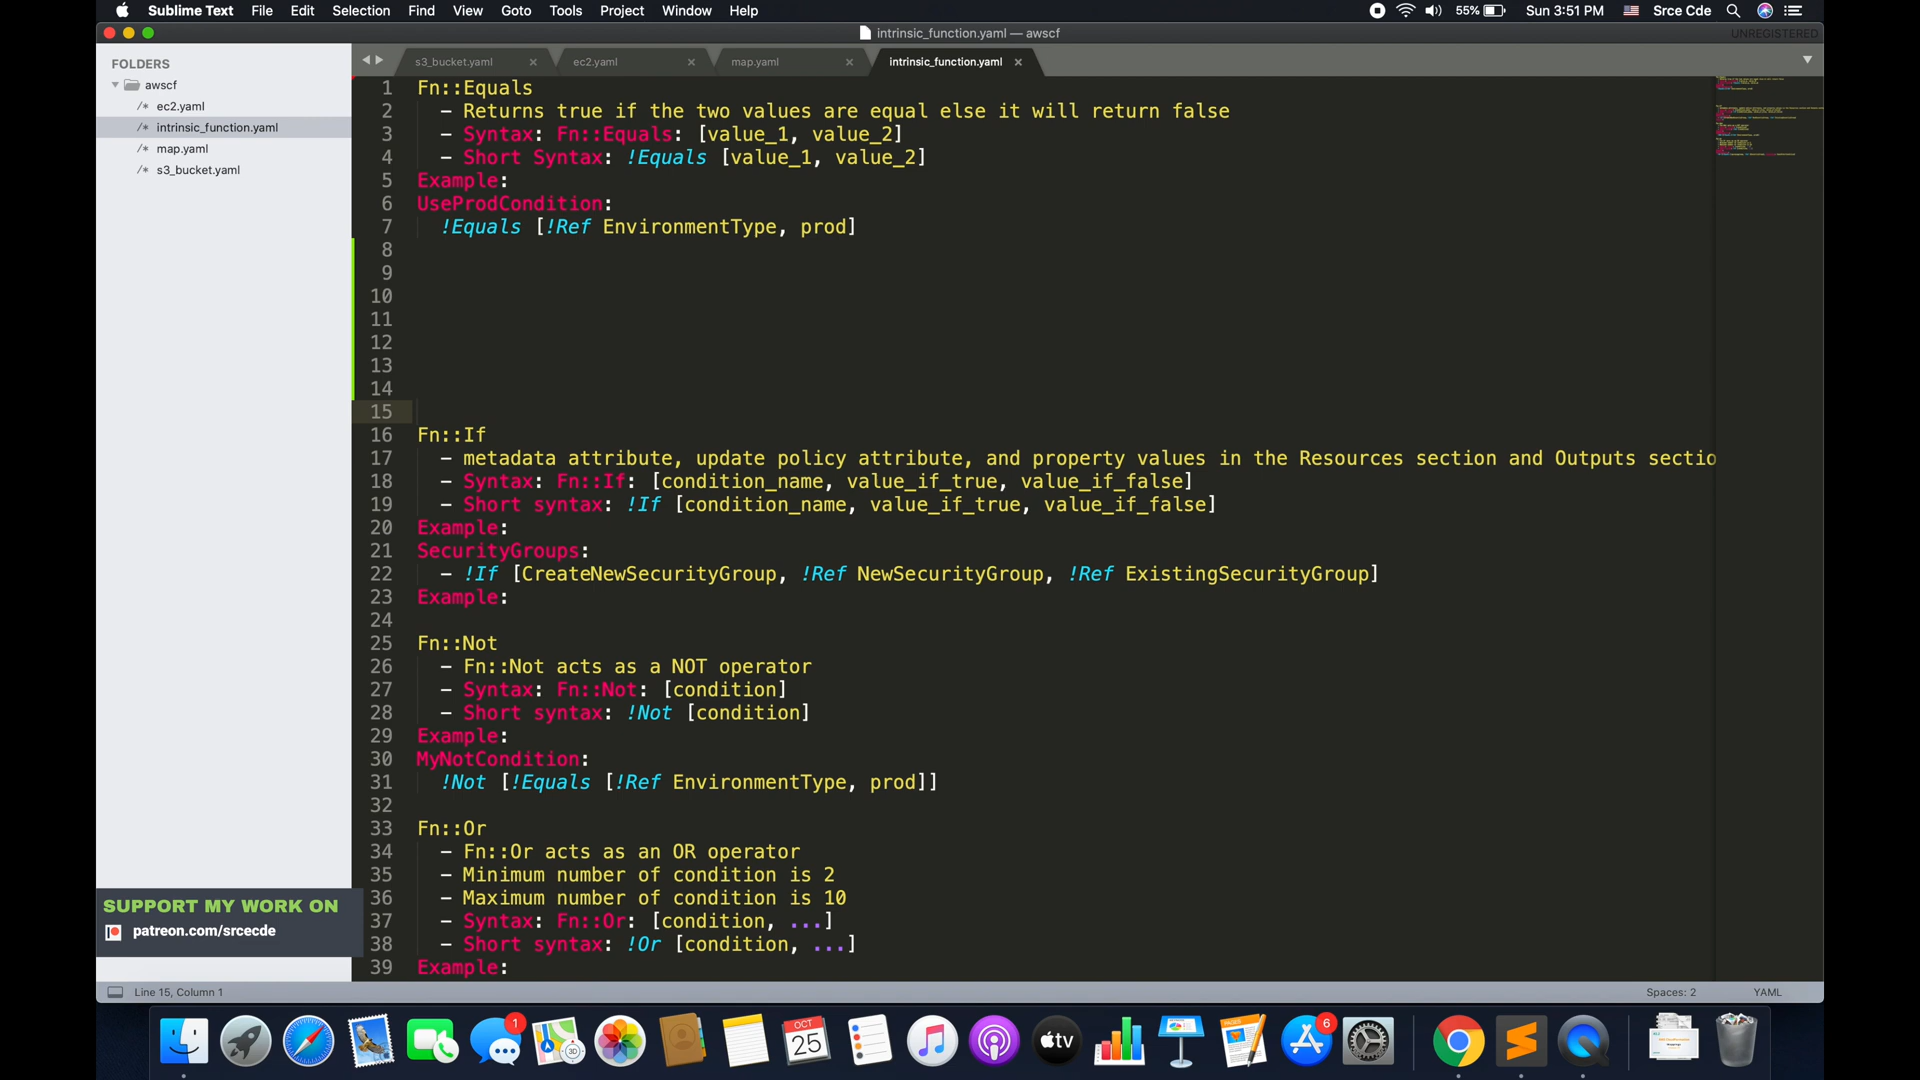 Sublime Text File Edit Selection Find View Goto Tools Project Window Help 55% Sun 3:51 PM Srce Cde
intrinsic_function.yaml — awscf UNREGISTERED
FOLDERS
awscf
/* ec2.yaml
/* intrinsic_function.yaml
/* map.yaml
/* s3_bucket.yaml
s3_bucket.yaml × ec2.yaml × map.yaml × intrinsic_function.yaml ×
1 Fn::Equals
2 – Returns true if the two values are equal else it will return false
3 – Syntax: Fn::Equals: [value_1, value_2]
4 – Short Syntax: !Equals [value_1, value_2]
5 Example:
6 UseProdCondition:
7 !Equals [!Ref EnvironmentType, prod]
8
9
10
11
12
13
14
15
16 Fn::If
17 – metadata attribute, update policy attribute, and property values in the Resources section and Outputs sectio
18 – Syntax: Fn::If: [condition_name, value_if_true, value_if_false]
19 – Short syntax: !If [condition_name, value_if_true, value_if_false]
20 Example:
21 SecurityGroups:
22 – !If [CreateNewSecurityGroup, !Ref NewSecurityGroup, !Ref ExistingSecurityGroup]
23 Example:
24
25 Fn::Not
26 – Fn::Not acts as a NOT operator
27 – Syntax: Fn::Not: [condition]
28 – Short syntax: !Not [condition]
29 Example:
30 MyNotCondition:
31 !Not [!Equals [!Ref EnvironmentType, prod]]
32
33 Fn::Or
34 – Fn::Or acts as an OR operator
35 – Minimum number of condition is 2
36 – Maximum number of condition is 10
37 – Syntax: Fn::Or: [condition, ...]
38 – Short syntax: !Or [condition, ...]
39 Example:
SUPPORT MY WORK ON
patreon.com/srcecde
Line 15, Column 1 Spaces: 2 YAML
1 3D OCT 25 tv 6